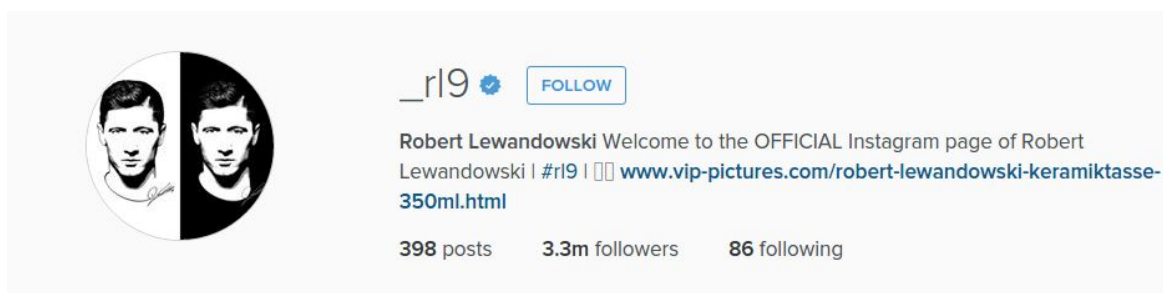 _rl9 FOLLOW
Robert Lewandowski Welcome to the OFFICIAL Instagram page of Robert
Lewandowski | #rl9 | www.vip-pictures.com/robert-lewandowski-keramiktasse-
350ml.html
398 posts 3.3m followers 86 following